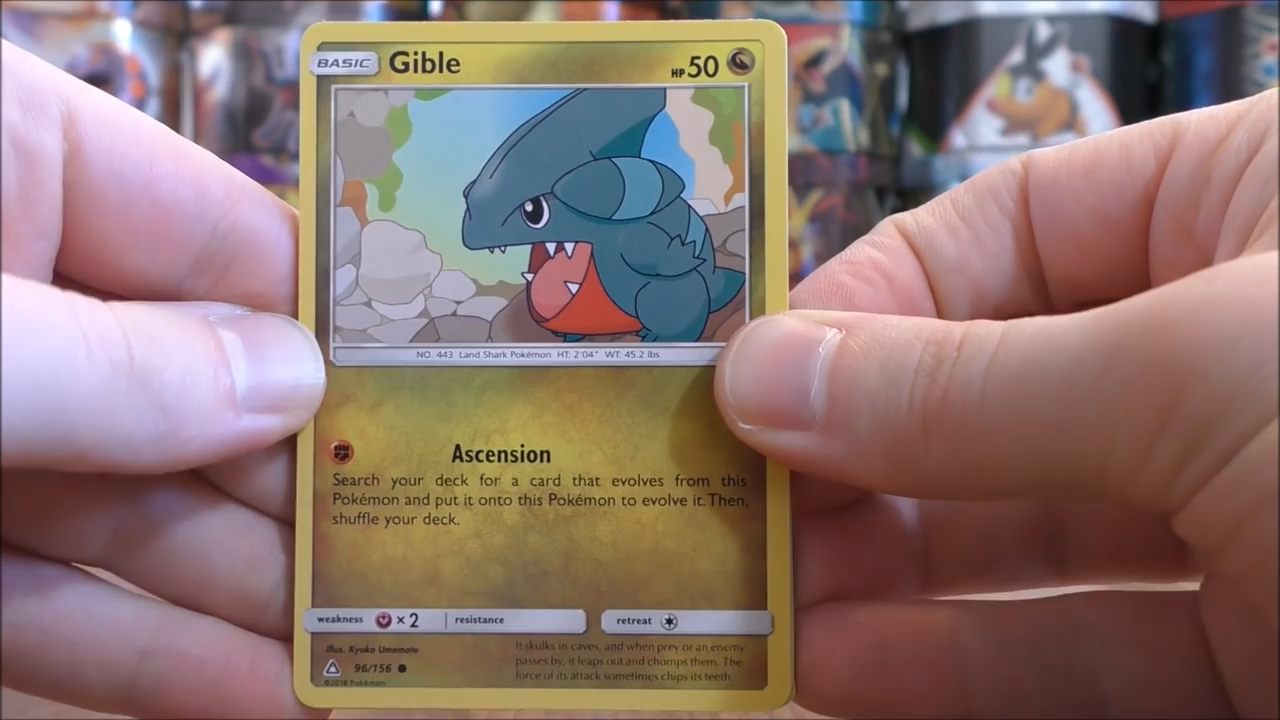 BASIC Gible HP 50
NO. 443 Land Shark Pokémon HT: 2'04" WT: 45.2 lbs.
Ascension
Search your deck for a card that evolves from this
Pokémon and put it onto this Pokémon to evolve it. Then,
shuffle your deck.
weakness ×2 resistance retreat
Illus. Kyoko Umemoto
96/156
©2018 Pokémon
It skulks in caves, and when prey or an enemy
passes by, it leaps out and chomps them. The
force of its attack sometimes chips its teeth.